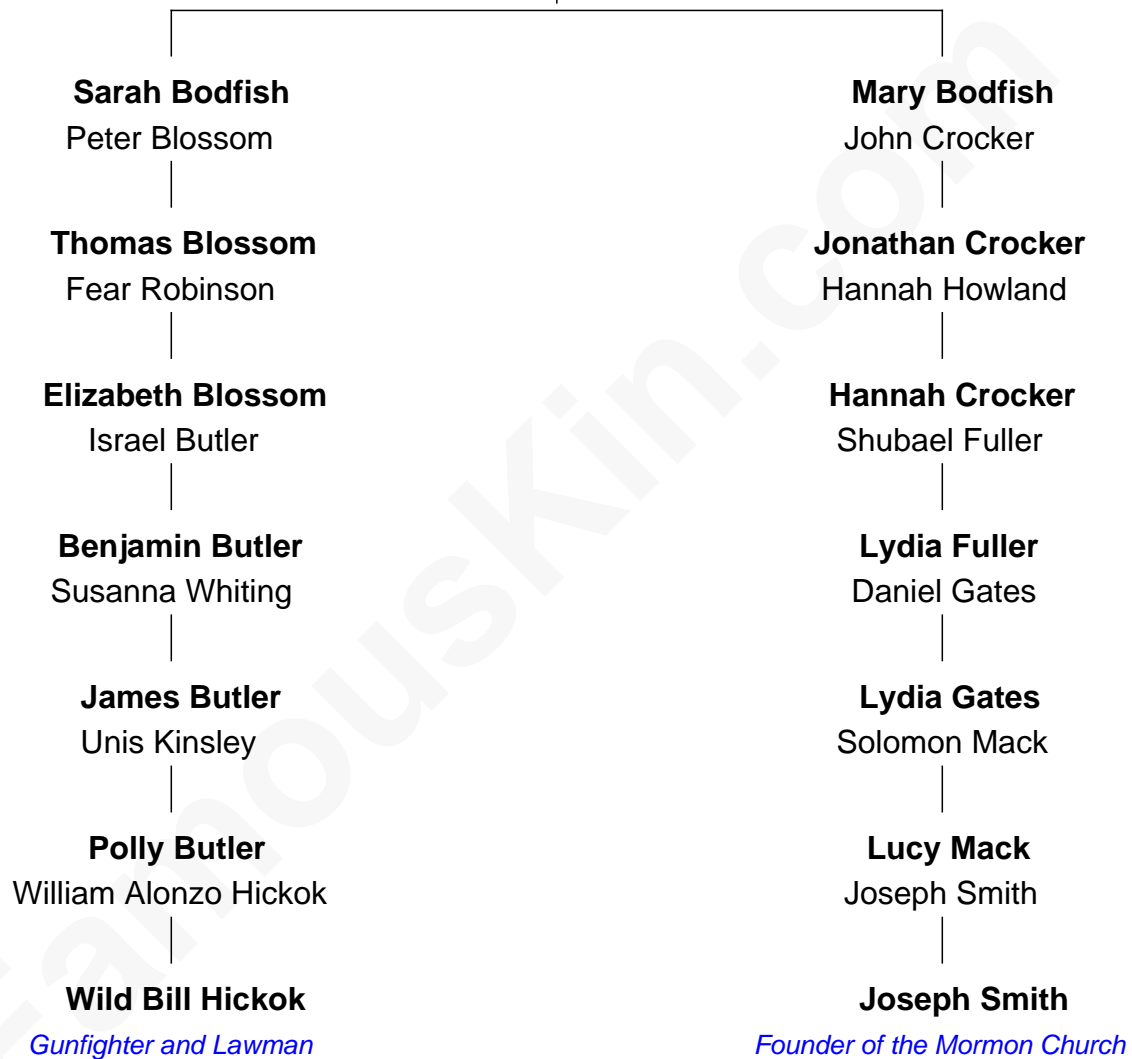 Sarah Bodfish
Peter Blossom
Mary Bodfish
John Crocker
Thomas Blossom
Fear Robinson
Jonathan Crocker
Hannah Howland
Elizabeth Blossom
Israel Butler
Hannah Crocker
Shubael Fuller
Benjamin Butler
Susanna Whiting
Lydia Fuller
Daniel Gates
James Butler
Unis Kinsley
Lydia Gates
Solomon Mack
Polly Butler
William Alonzo Hickok
Lucy Mack
Joseph Smith
Wild Bill Hickok
Gunfighter and Lawman
Joseph Smith
Founder of the Mormon Church
FamousKin.com